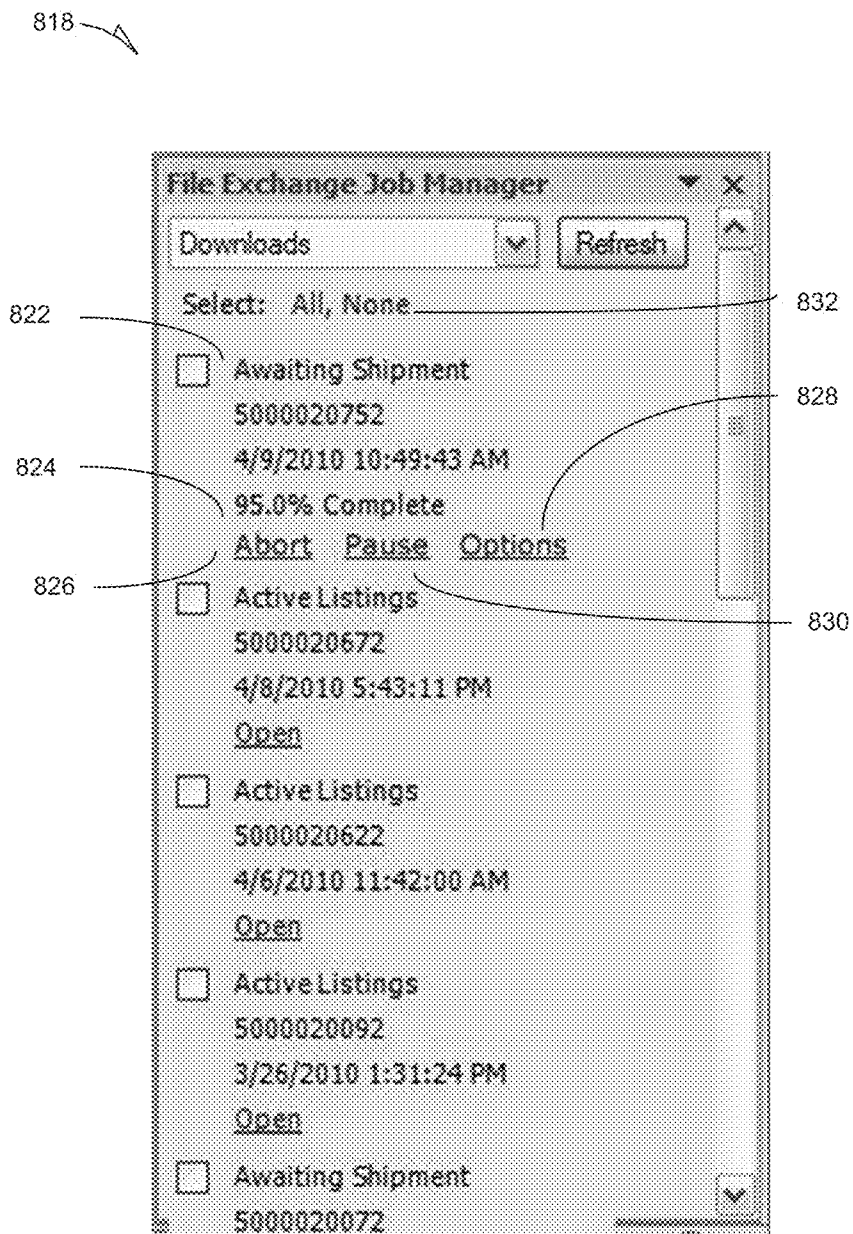 818
File Exchange Job Manager
Downloads Refresh
Select: All, None
832
822
Awaiting Shipment
828
5000020752
4/9/2010 10:49:43 AM
824
95.0% Complete
Abort Pause Options
826
Active Listings
830
5000020672
4/8/2010 5:43:11 PM
Open
Active Listings
5000020622
4/6/2010 11:42:00 AM
Open
Active Listings
5000020092
3/26/2010 1:31:24 PM
Open
Awaiting Shipment
5000020072